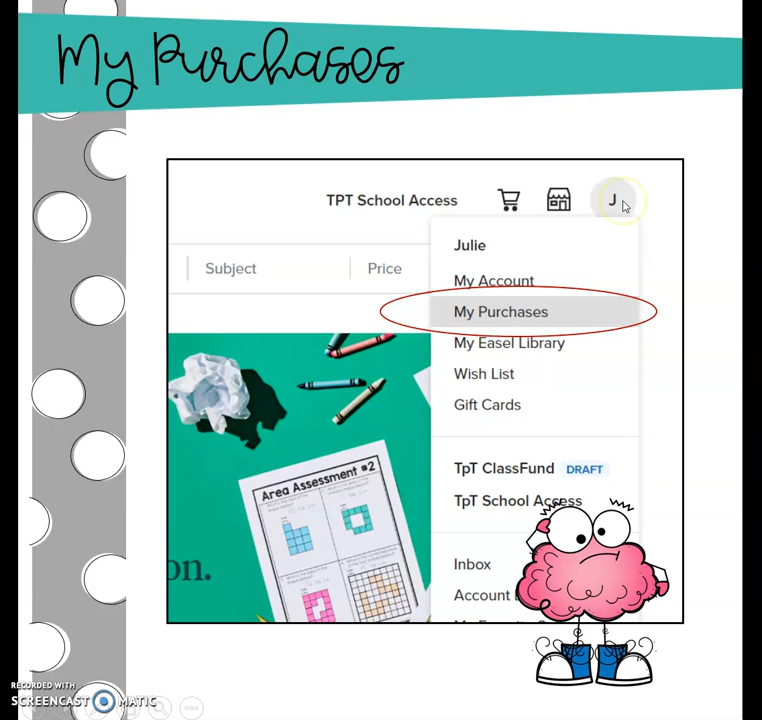 My Purchases
TPT School Access
J
Julie
Subject
Price
My Account
My Purchases
My Easel Library
Wish List
Gift Cards
TpT ClassFund DRAFT
TpT School Access
Area Assessment #2
on.
Inbox
Account
RECORDED WITH
SCREENCAST MATIC